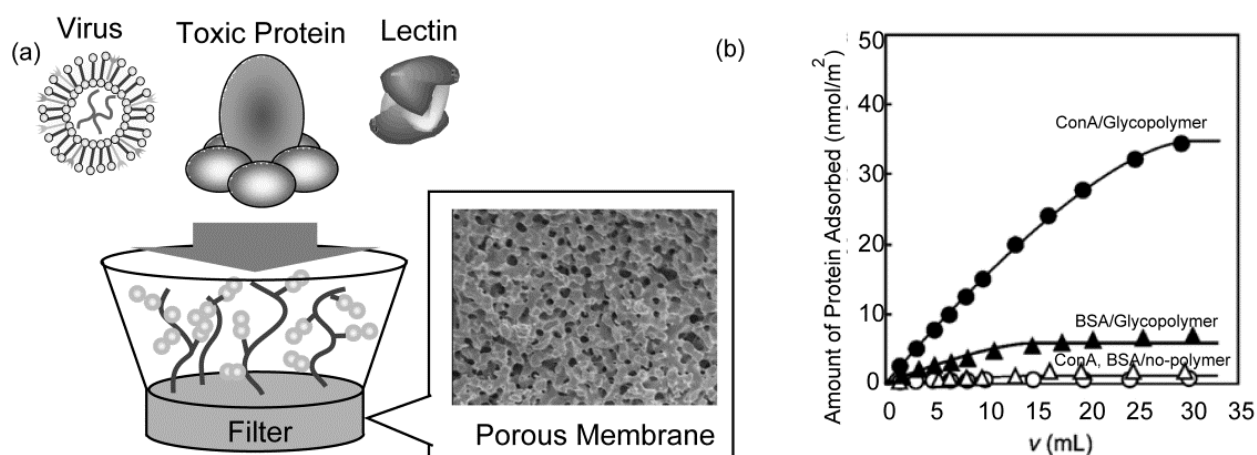 (a)
Virus
Toxic Protein
Lectin
Filter
Porous Membrane
(b)
Amount of Protein Adsorbed (nmol/m²)
50
40
30
20
10
0
ConA/Glycopolymer
BSA/Glycopolymer
ConA, BSA/no-polymer
0 5 10 15 20 25 30 35
v (mL)